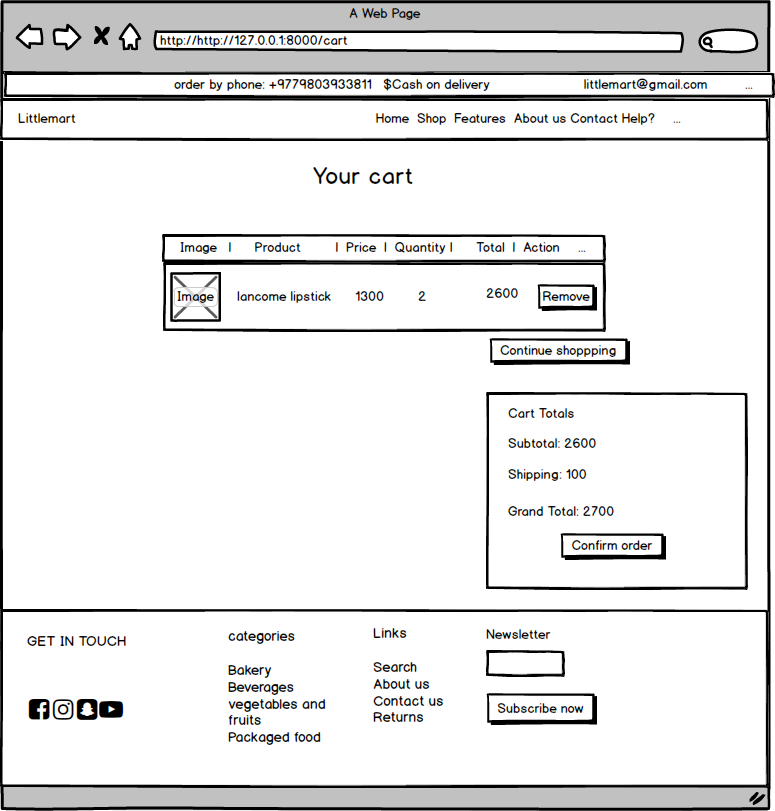 A Web Page
http://http://127.0.0.1:8000/cart
order by phone: +9779803933811 $Cash on delivery littlemart@gmail.com ...
Littlemart Home Shop Features About us Contact Help? ...
Your cart
Image | Product | Price | Quantity | Total | Action ...
Image lancome lipstick 1300 2 2600 Remove
Continue shoppping
Cart Totals
Subtotal: 2600
Shipping: 100
Grand Total: 2700
Confirm order
GET IN TOUCH
categories
Bakery
Beverages
vegetables and
fruits
Packaged food
Links
Search
About us
Contact us
Returns
Newsletter
Subscribe now